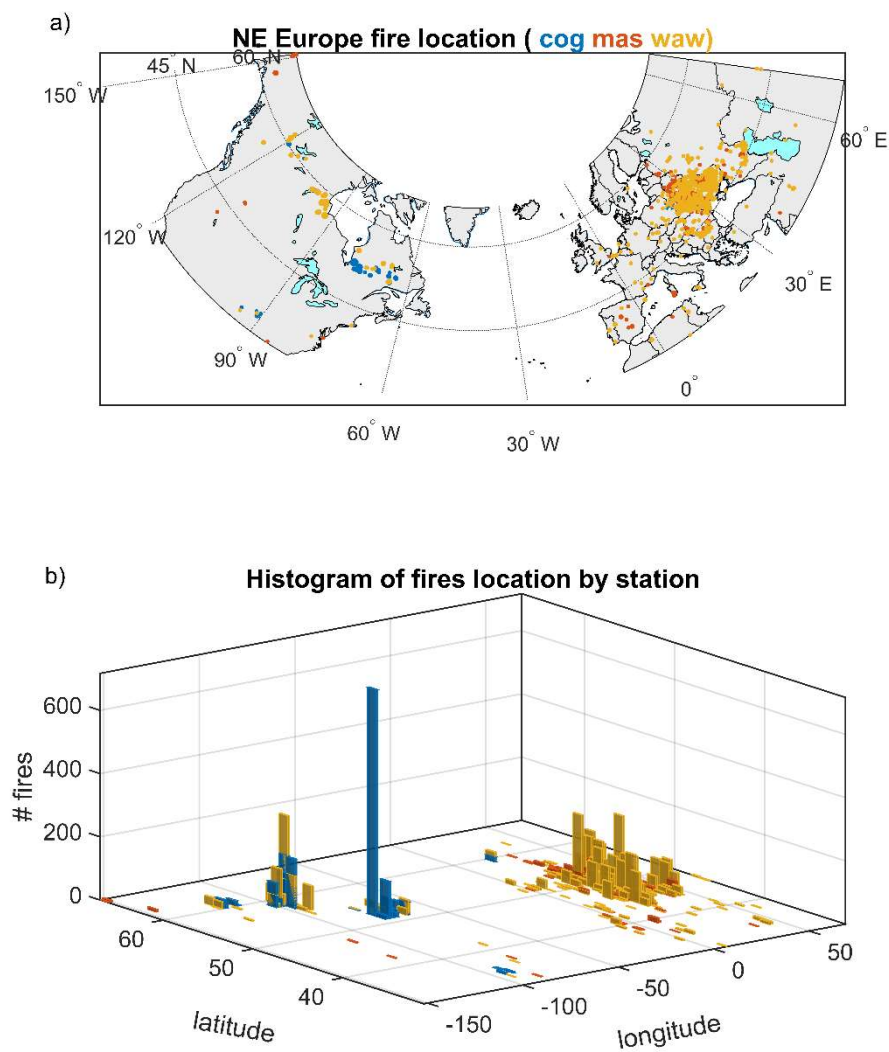 a)
NE Europe fire location ( cog mas waw)
150° W
45° N
60° N
120° W
90° W
60° W
30° W
0°
30° E
60° E
b)
Histogram of fires location by station
# fires
600
400
200
0
60
50
40
latitude
-150
-100
-50
0
50
longitude